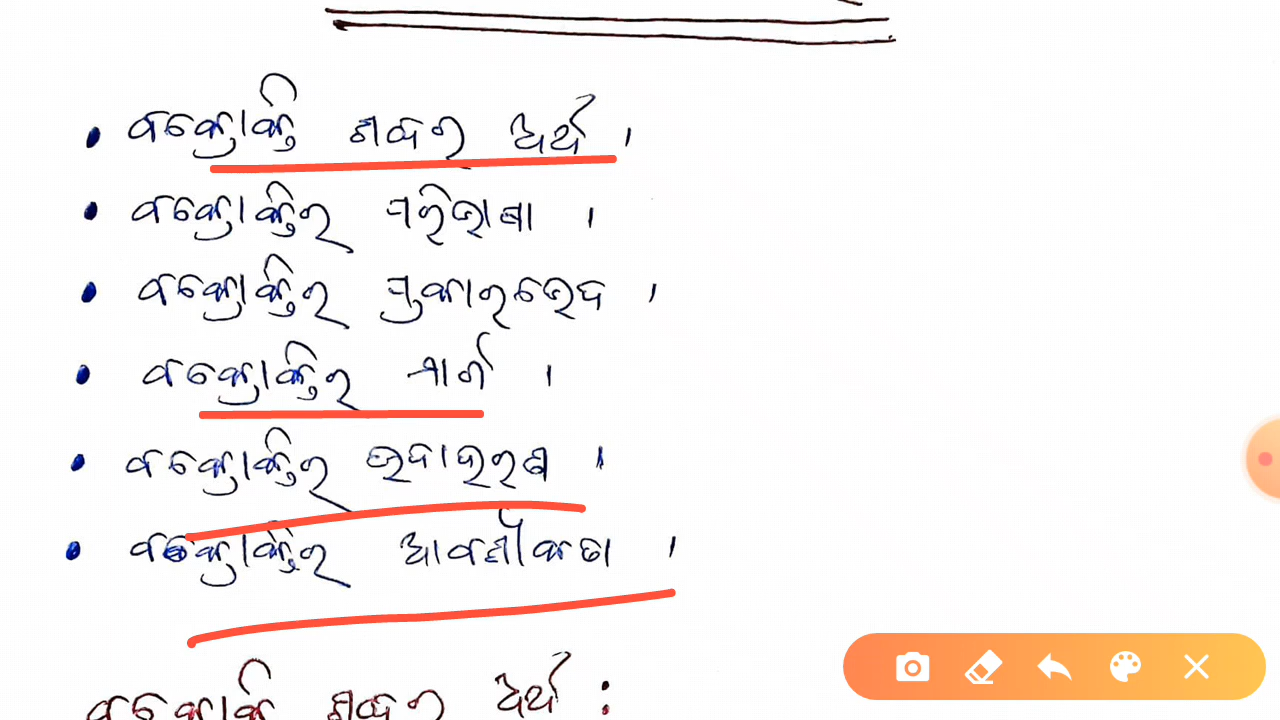 • ବକ୍ରୋକ୍ତି ଶବ୍ଦର ଅର୍ଥ ।
• ବକ୍ରୋକ୍ତିର ପରିଭାଷା ।
• ବକ୍ରୋକ୍ତିର ପ୍ରକାରଭେଦ ।
• ବକ୍ରୋକ୍ତିର ସର୍ତ୍ତ ।
• ବକ୍ରୋକ୍ତିର ଉଦାହରଣ ।
• ବକ୍ରୋକ୍ତିର ଆବଶ୍ୟକତା ।
ବକ୍ରୋକ୍ତି ଶବ୍ଦର ଅର୍ଥ :